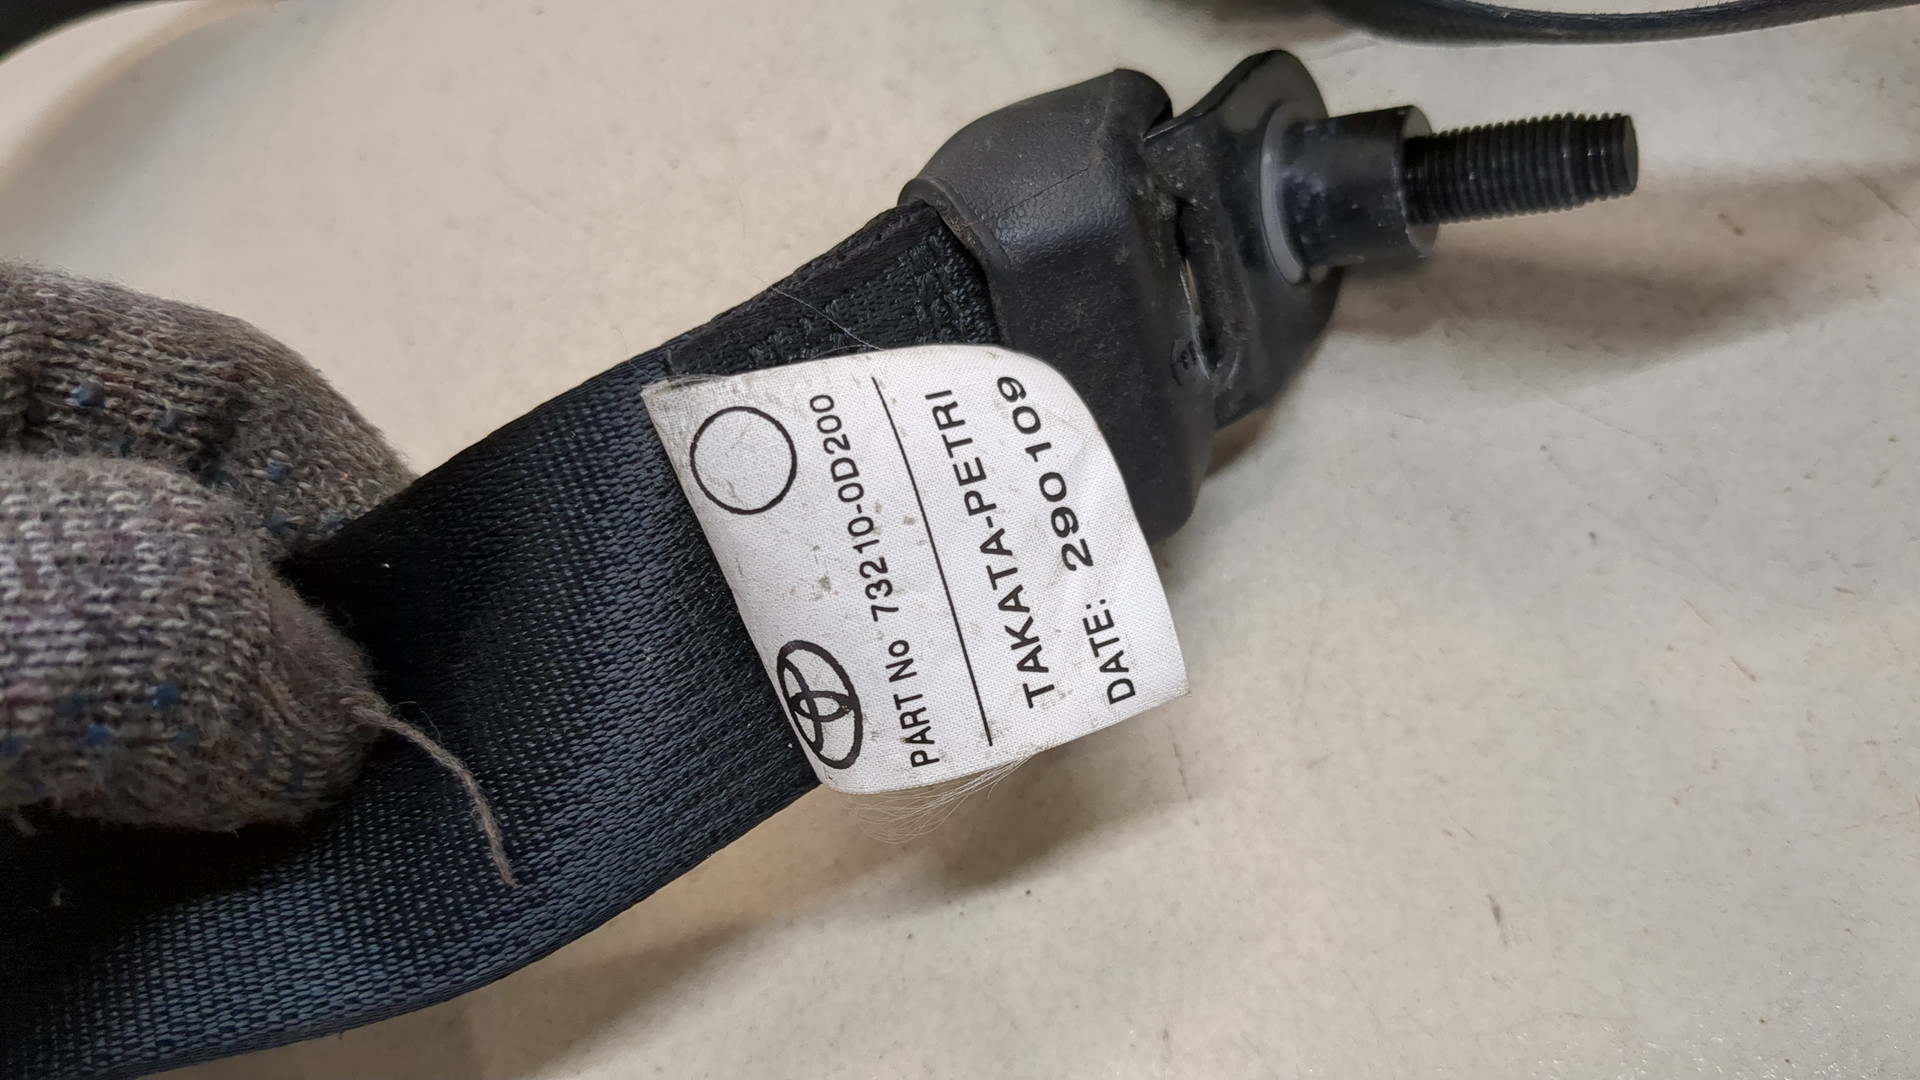 PART No 73210-0D200
TAKATA-PETRI
DATE: 290109